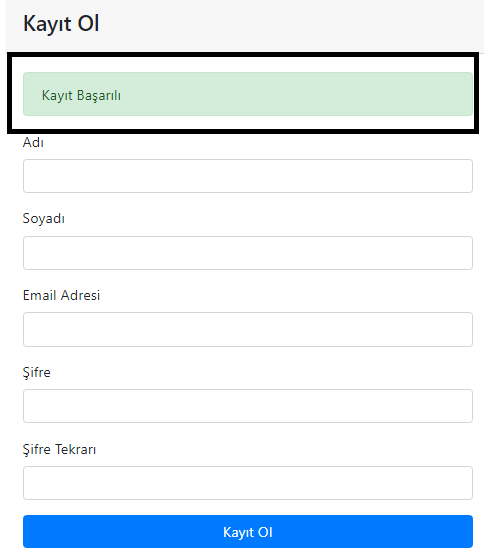 Kayıt Ol
Kayıt Başarılı
Adı
Soyadı
Email Adresi
Şifre
Şifre Tekrarı
Kayıt Ol